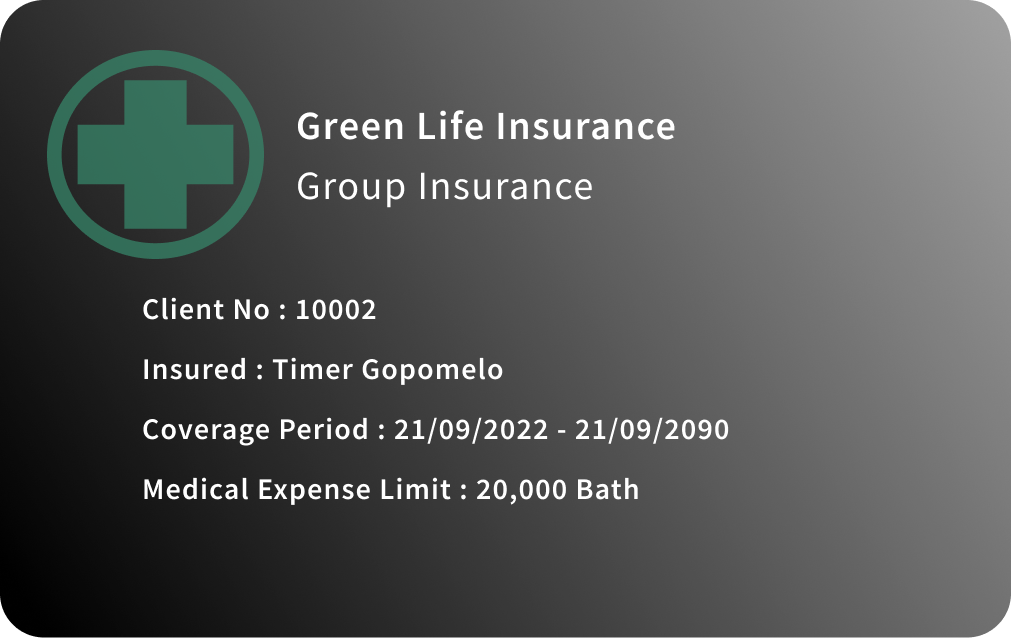 Green Life Insurance
Group Insurance
Client No : 10002
Insured : Timer Gopomelo
Coverage Period : 21/09/2022 - 21/09/2090
Medical Expense Limit : 20,000 Bath